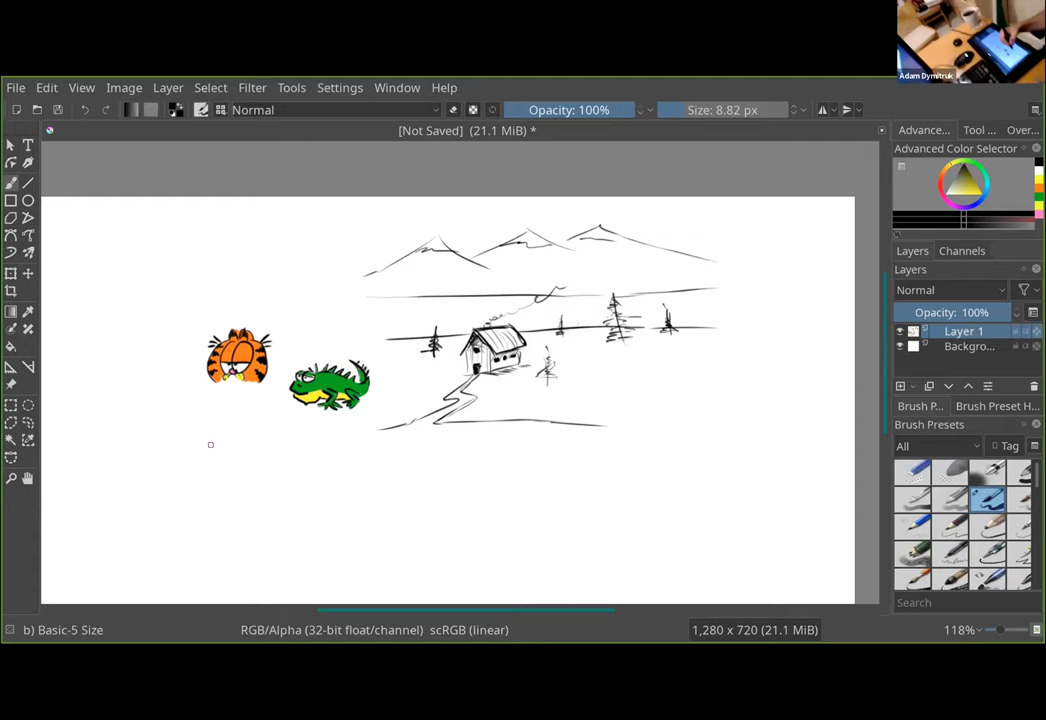 Adam Dymitruk
File Edit View Image Layer Select Filter Tools Settings Window Help
Normal Opacity: 100% Size: 8.82 px
[Not Saved] (21.1 MiB) *
Advance... Tool ... Over...
Advanced Color Selector
Layers Channels
Layers
Normal
Opacity: 100%
Layer 1
Backgro...
Brush P... Brush Preset H...
Brush Presets
All Tag
Search
b) Basic-5 Size RGB/Alpha (32-bit float/channel) scRGB (linear) 1,280 x 720 (21.1 MiB) 118%